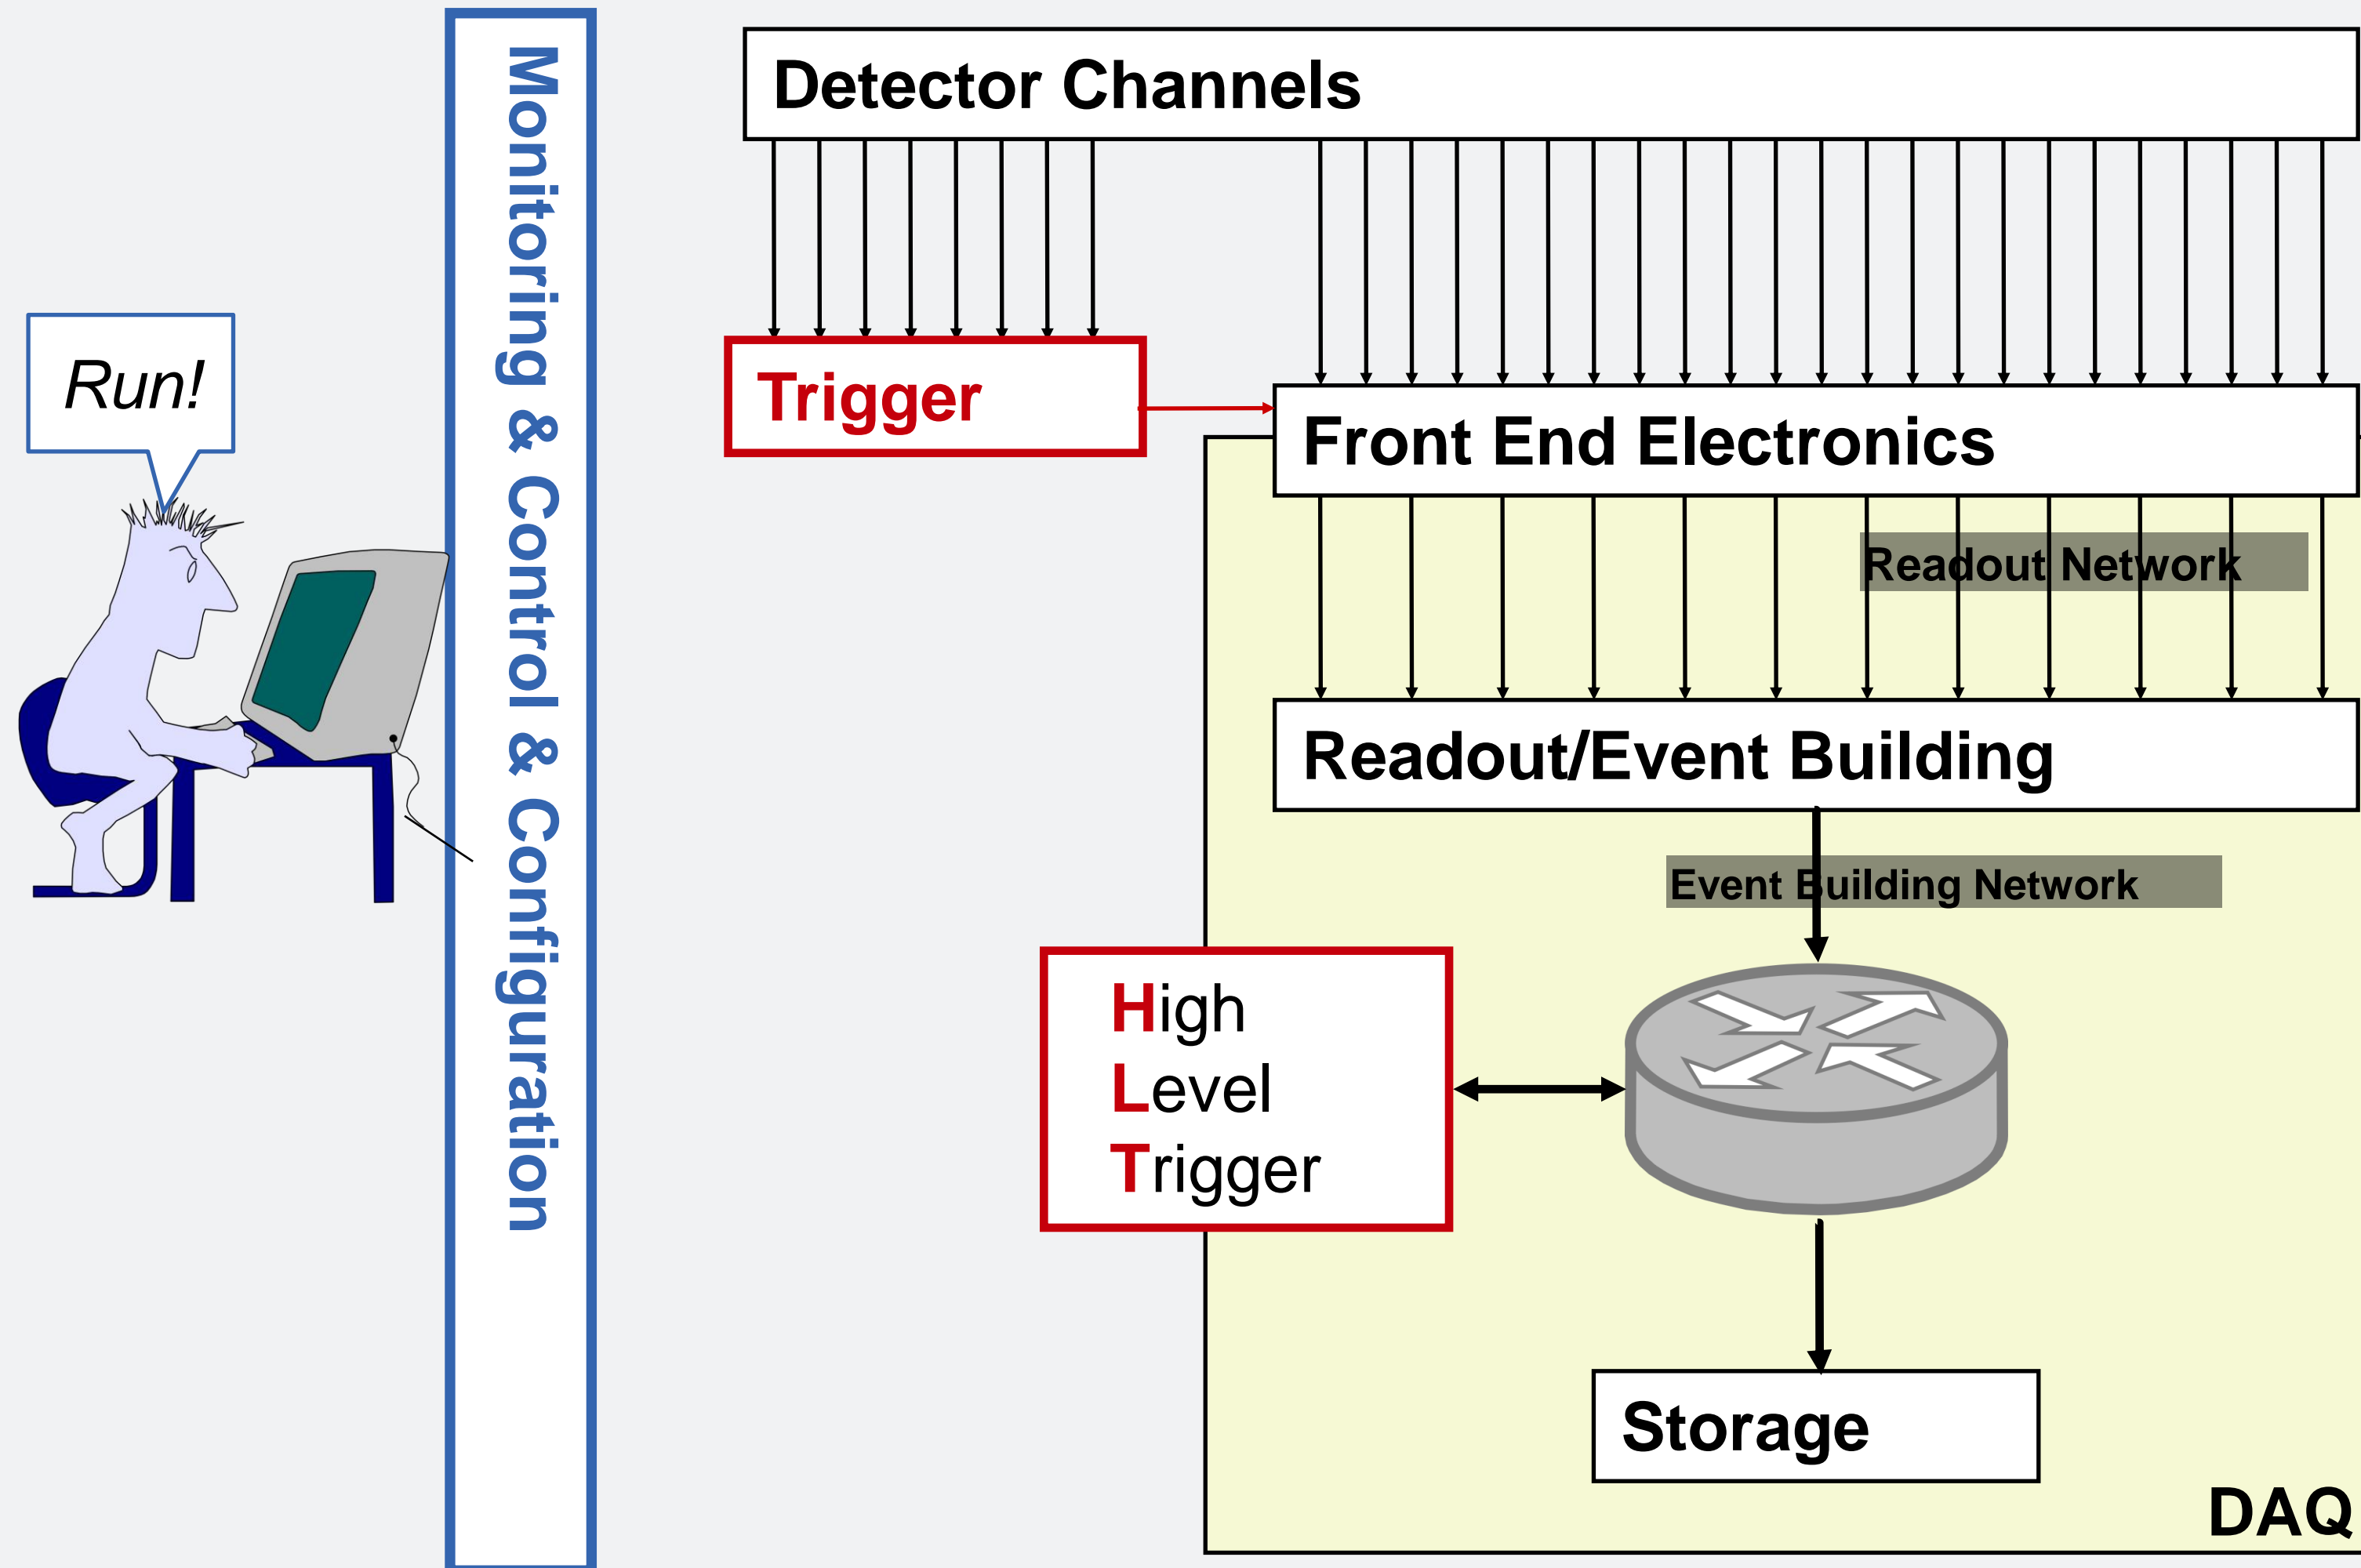 Monitoring & Control & Configuration
Run!
Detector Channels
Trigger
Front End Electronics
Readout Network
Readout/Event Building
Event Building Network
High
Level
Trigger
Storage
DAQ